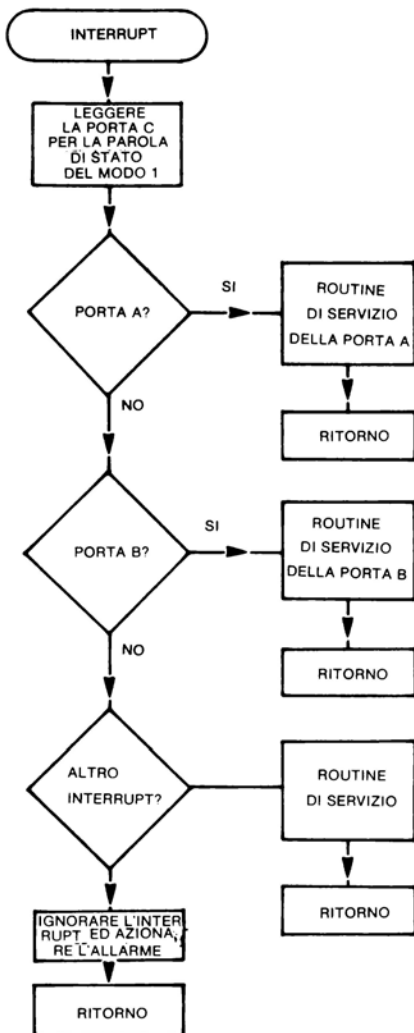 INTERRUPT
LEGGERE
LA PORTA C
PER LA PAROLA
DI STATO
DEL MODO 1
PORTA A?
SI
ROUTINE
DI SERVIZIO
DELLA PORTA A
RITORNO
NO
PORTA B?
SI
ROUTINE
DI SERVIZIO
DELLA PORTA B
RITORNO
NO
ALTRO
INTERRUPT?
ROUTINE
DI SERVIZIO
RITORNO
IGNORARE L'INTER
RUPT ED AZIONA,
RE L'ALLARME
RITORNO